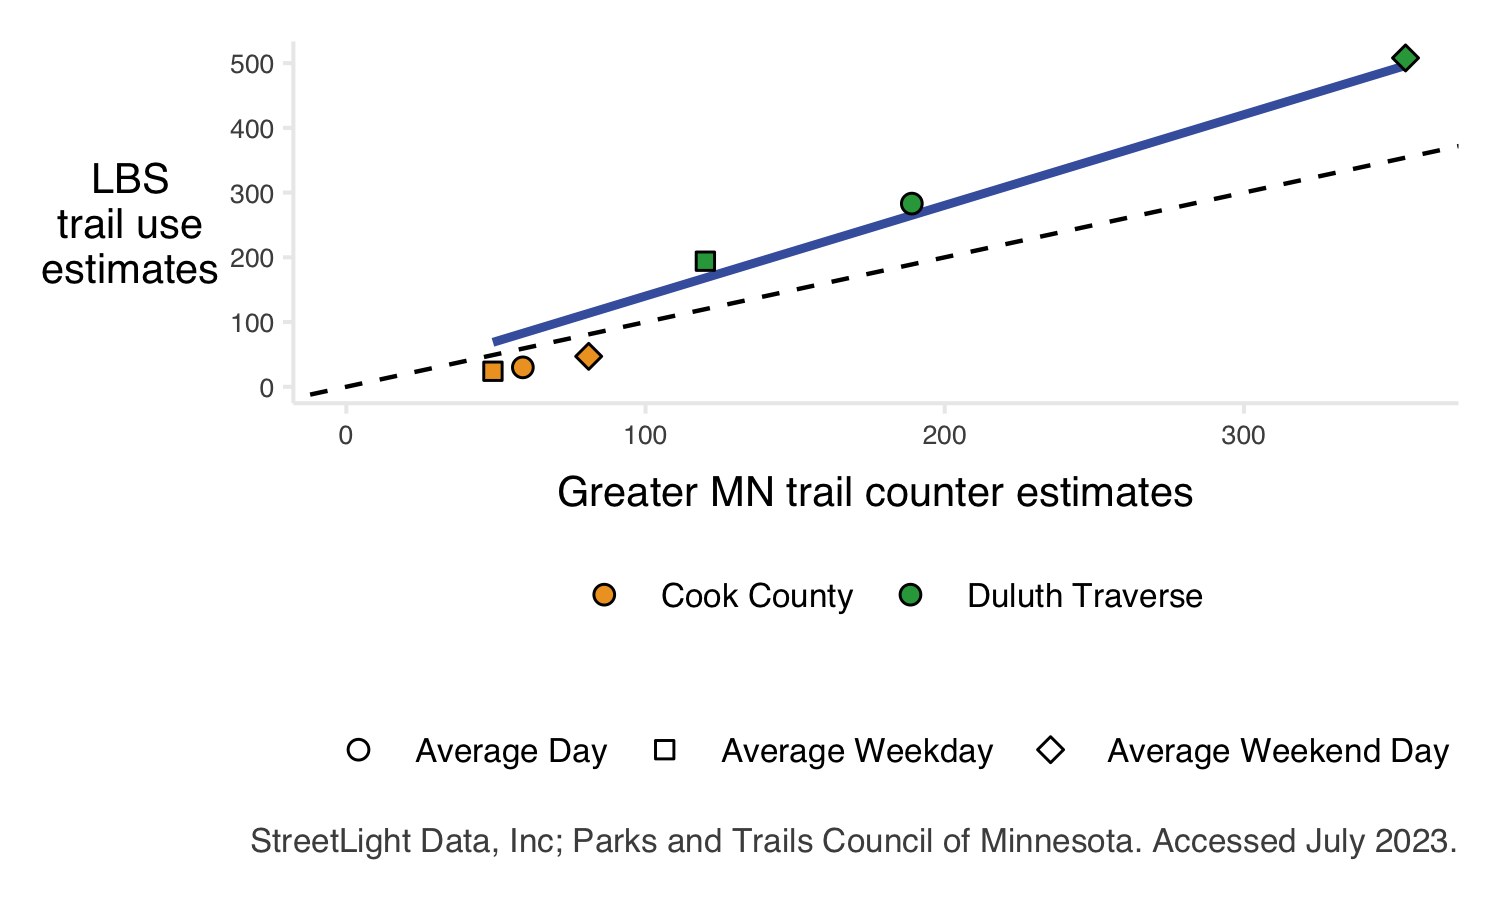 500
400
300
200
100
0
LBS
trail use
estimates
0 100 200 300
Greater MN trail counter estimates
Cook County Duluth Traverse
Average Day Average Weekday Average Weekend Day
StreetLight Data, Inc; Parks and Trails Council of Minnesota. Accessed July 2023.